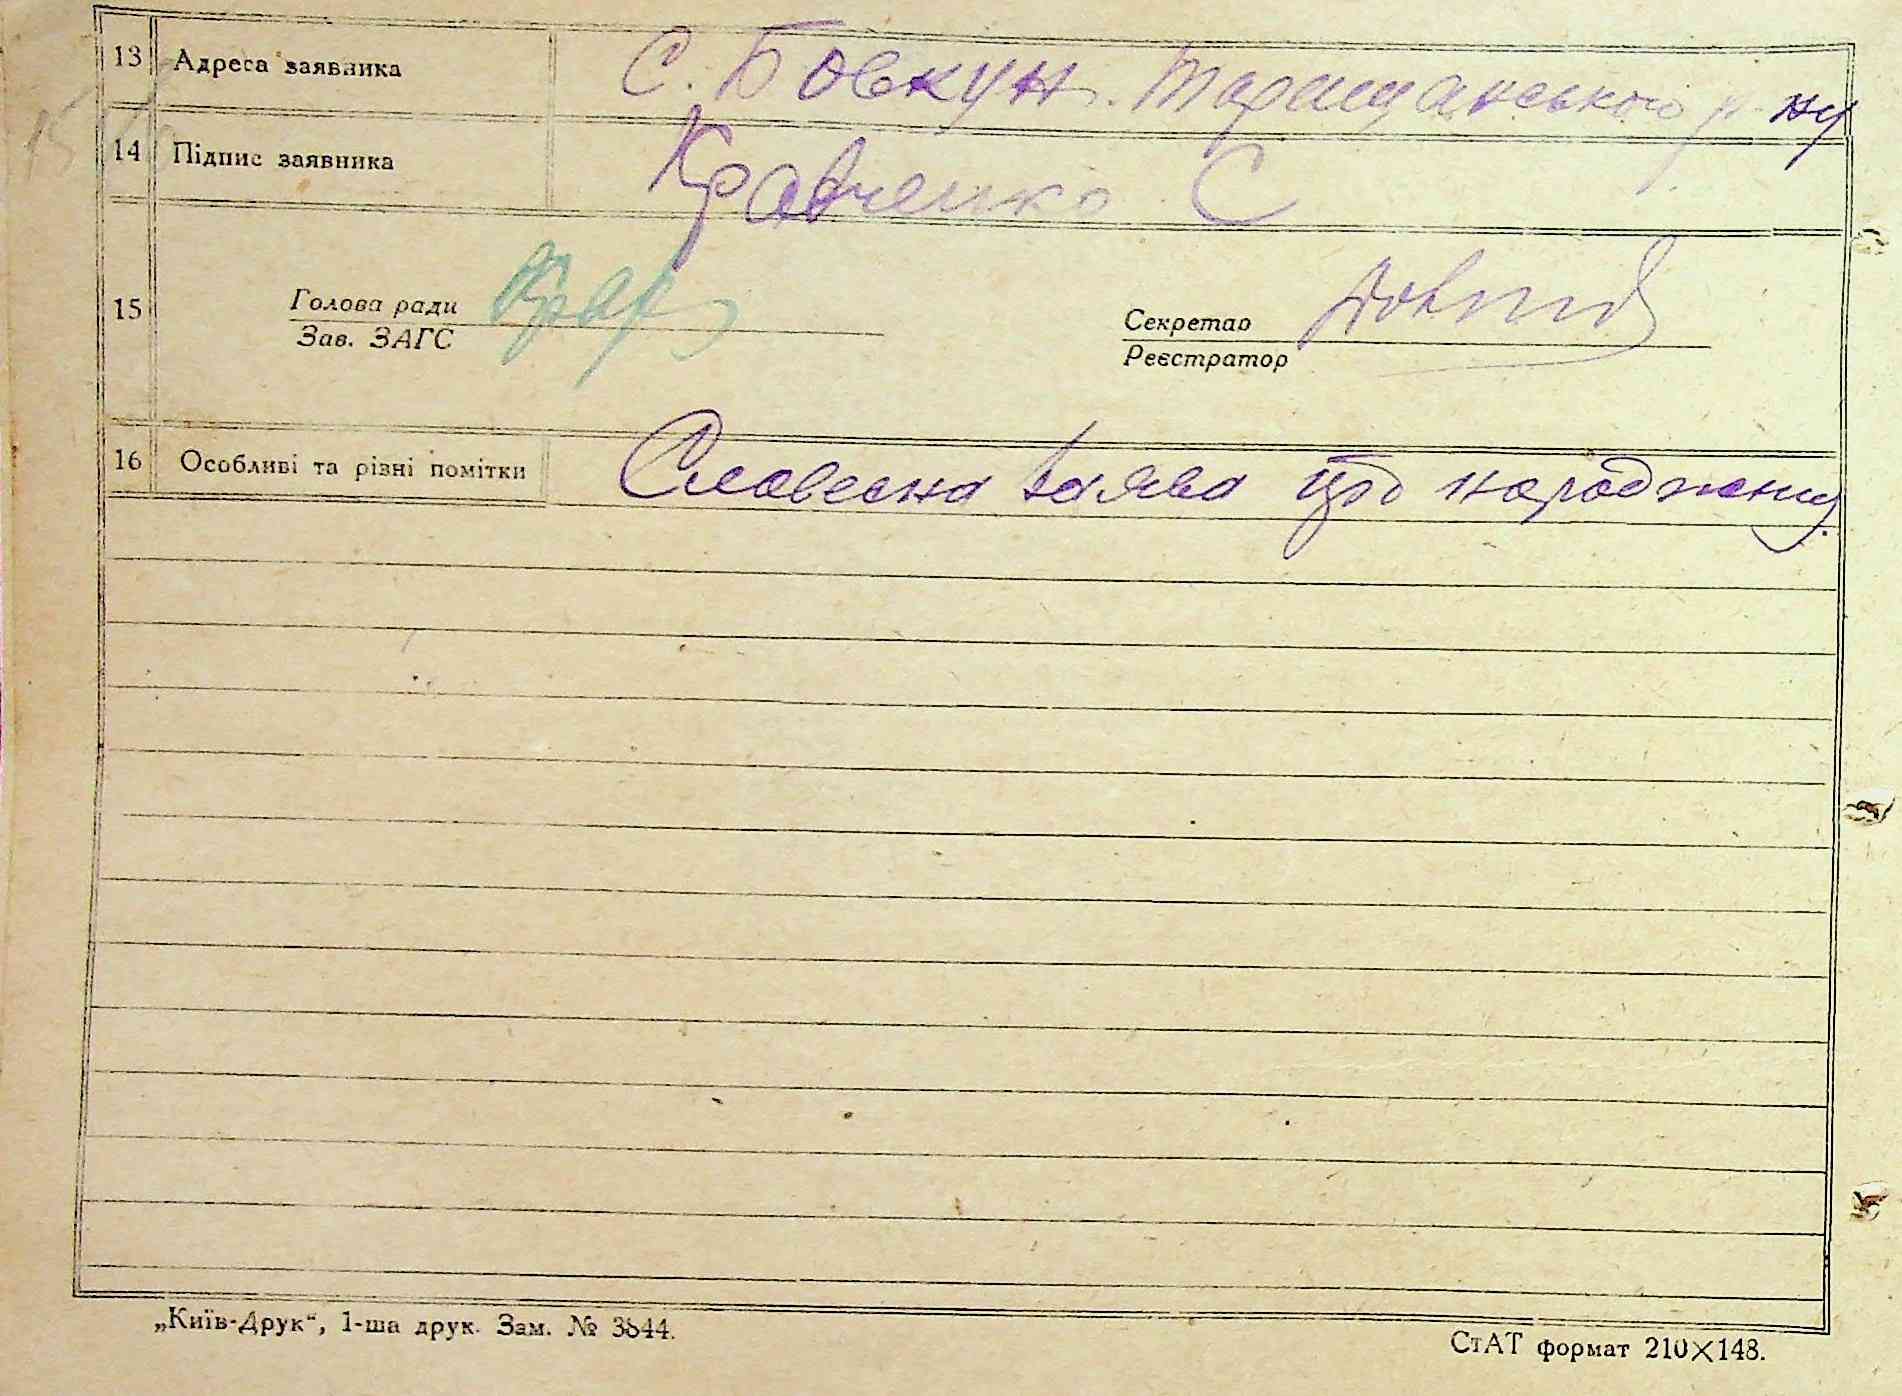 13 Адреса заявника С. Бовкун Таращанського р-ну
14 Підпис заявника Кравченко С
15 Голова ради Секретар
Зав. ЗАГС Реєстратор
16 Особливі та різні помітки Словесна заява про народження
„Київ-Друк“, 1-ша друк. Зам. № 3844.
СтАТ формат 210×148.